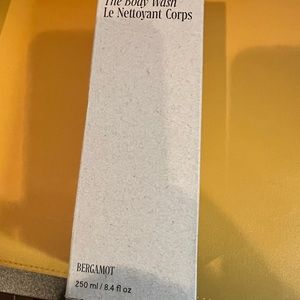 The Body Wash
Le Nettoyant Corps
BERGAMOT
250 ml / 8.4 fl oz